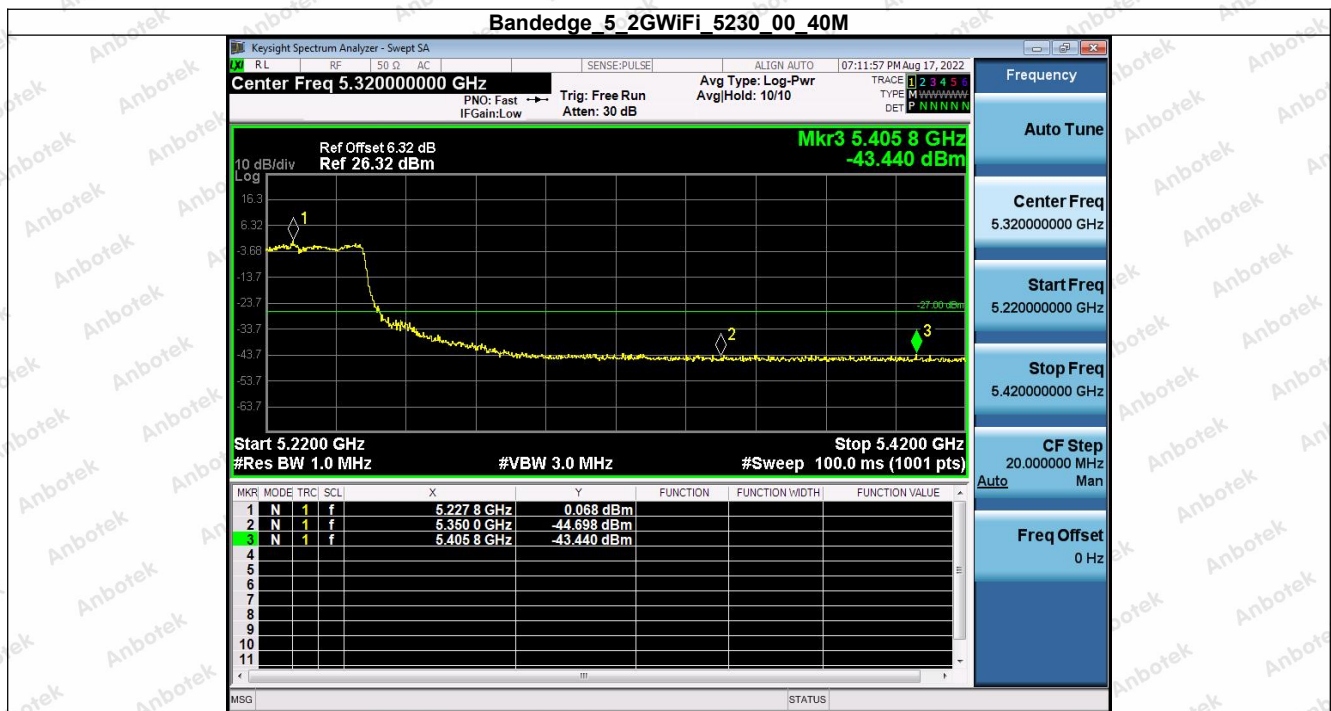 Bandedge_5_2GWiFi_5230_00_40M
Keysight Spectrum Analyzer - Swept SA
LXI RL RF 50 Ω AC SENSE:PULSE ALIGN AUTO 07:11:57 PM Aug 17, 2022
Center Freq 5.320000000 GHz
PNO: Fast
IFGain:Low
Trig: Free Run
Atten: 30 dB
Avg Type: Log-Pwr
Avg|Hold: 10/10
TRACE 1 2 3 4 5 6
TYPE M WWWWW
DET P N N N N N
Mkr3 5.405 8 GHz
-43.440 dBm
Ref Offset 6.32 dB
10 dB/div Ref 26.32 dBm
Log
16.3
6.32
-3.68
-13.7
-23.7
-33.7
-43.7
-53.7
-63.7
1
2
3
-27.00 dBm
Start 5.2200 GHz Stop 5.4200 GHz
#Res BW 1.0 MHz #VBW 3.0 MHz #Sweep 100.0 ms (1001 pts)
MKR MODE TRC SCL X Y FUNCTION FUNCTION WIDTH FUNCTION VALUE
1 N 1 f 5.227 8 GHz 0.068 dBm
2 N 1 f 5.350 0 GHz -44.698 dBm
3 N 1 f 5.405 8 GHz -43.440 dBm
4
5
6
7
8
9
10
11
MSG STATUS
Frequency
Auto Tune
Center Freq
5.320000000 GHz
Start Freq
5.220000000 GHz
Stop Freq
5.420000000 GHz
CF Step
20.000000 MHz
Auto Man
Freq Offset
0 Hz
Anbotek